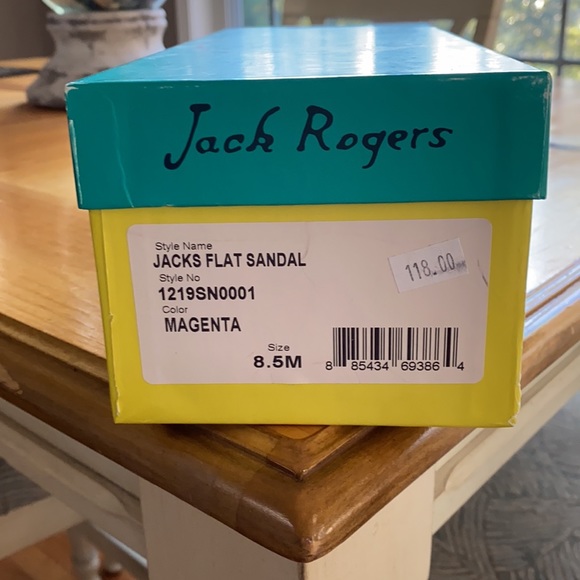 Jack Rogers
Style Name
JACKS FLAT SANDAL
Style No
1219SN0001
Color
MAGENTA
Size
8.5M
118.00
8 85434 69386 4